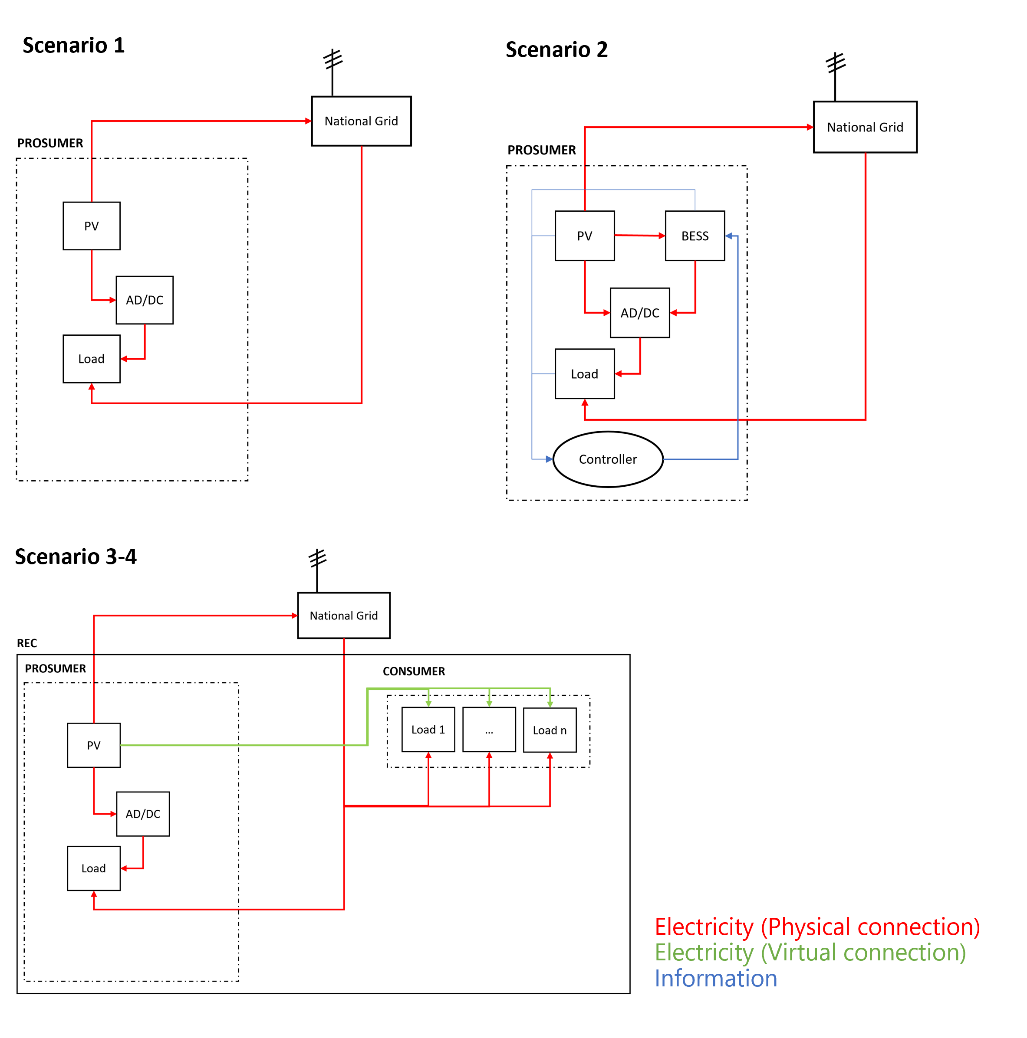 Scenario 1
National Grid
PROSUMER
PV
AD/DC
Load
Scenario 2
National Grid
PROSUMER
PV
BESS
AD/DC
Load
Controller
Scenario 3-4
National Grid
REC
PROSUMER
CONSUMER
PV
Load 1
...
Load n
AD/DC
Load
Electricity (Physical connection)
Electricity (Virtual connection)
Information